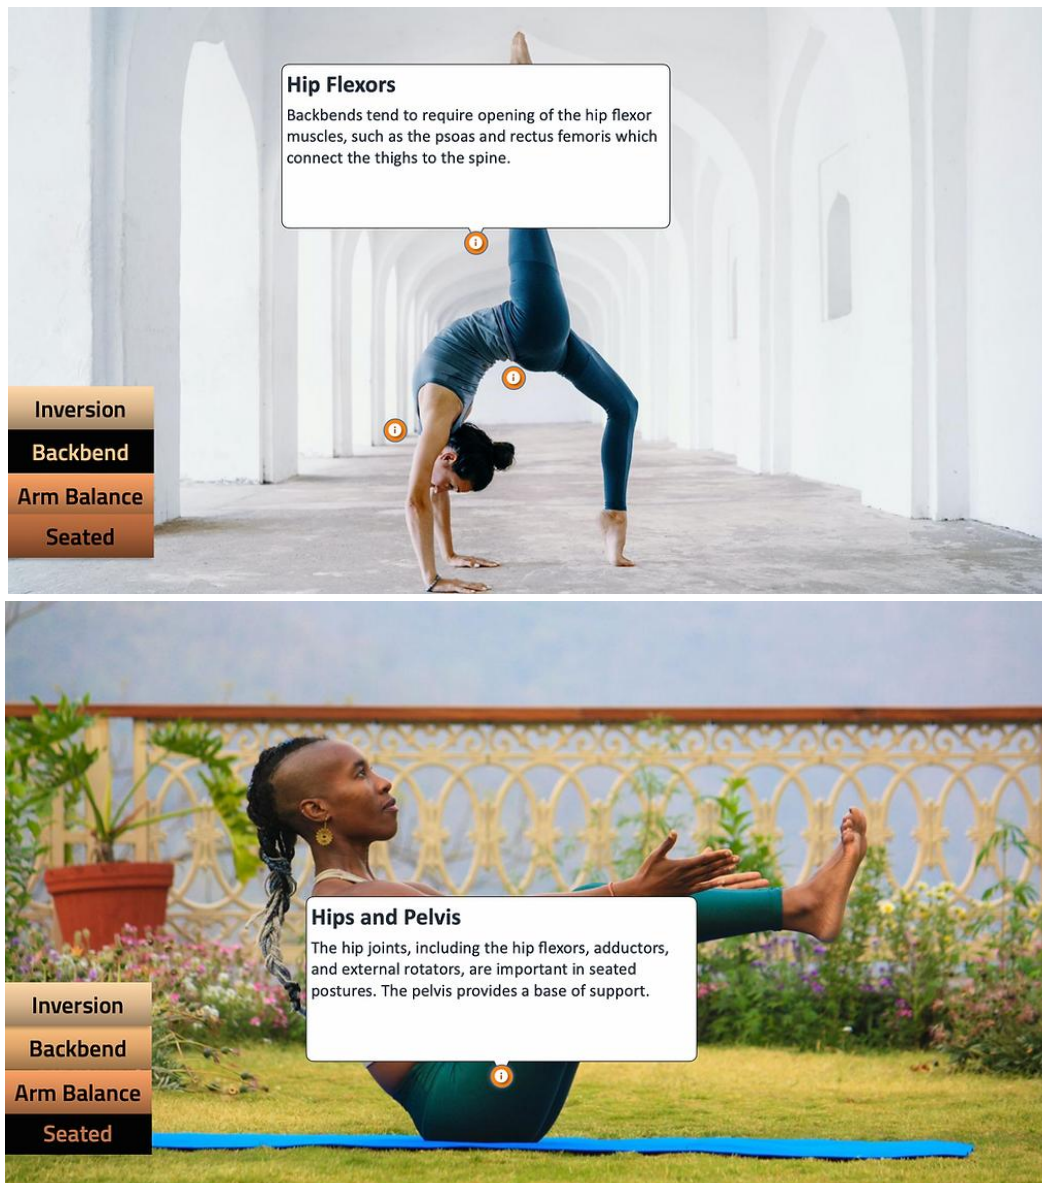 Hip Flexors
Backbends tend to require opening of the hip flexor
muscles, such as the psoas and rectus femoris which
connect the thighs to the spine.
Inversion
Backbend
Arm Balance
Seated
Hips and Pelvis
The hip joints, including the hip flexors, adductors,
and external rotators, are important in seated
postures. The pelvis provides a base of support.
Inversion
Backbend
Arm Balance
Seated